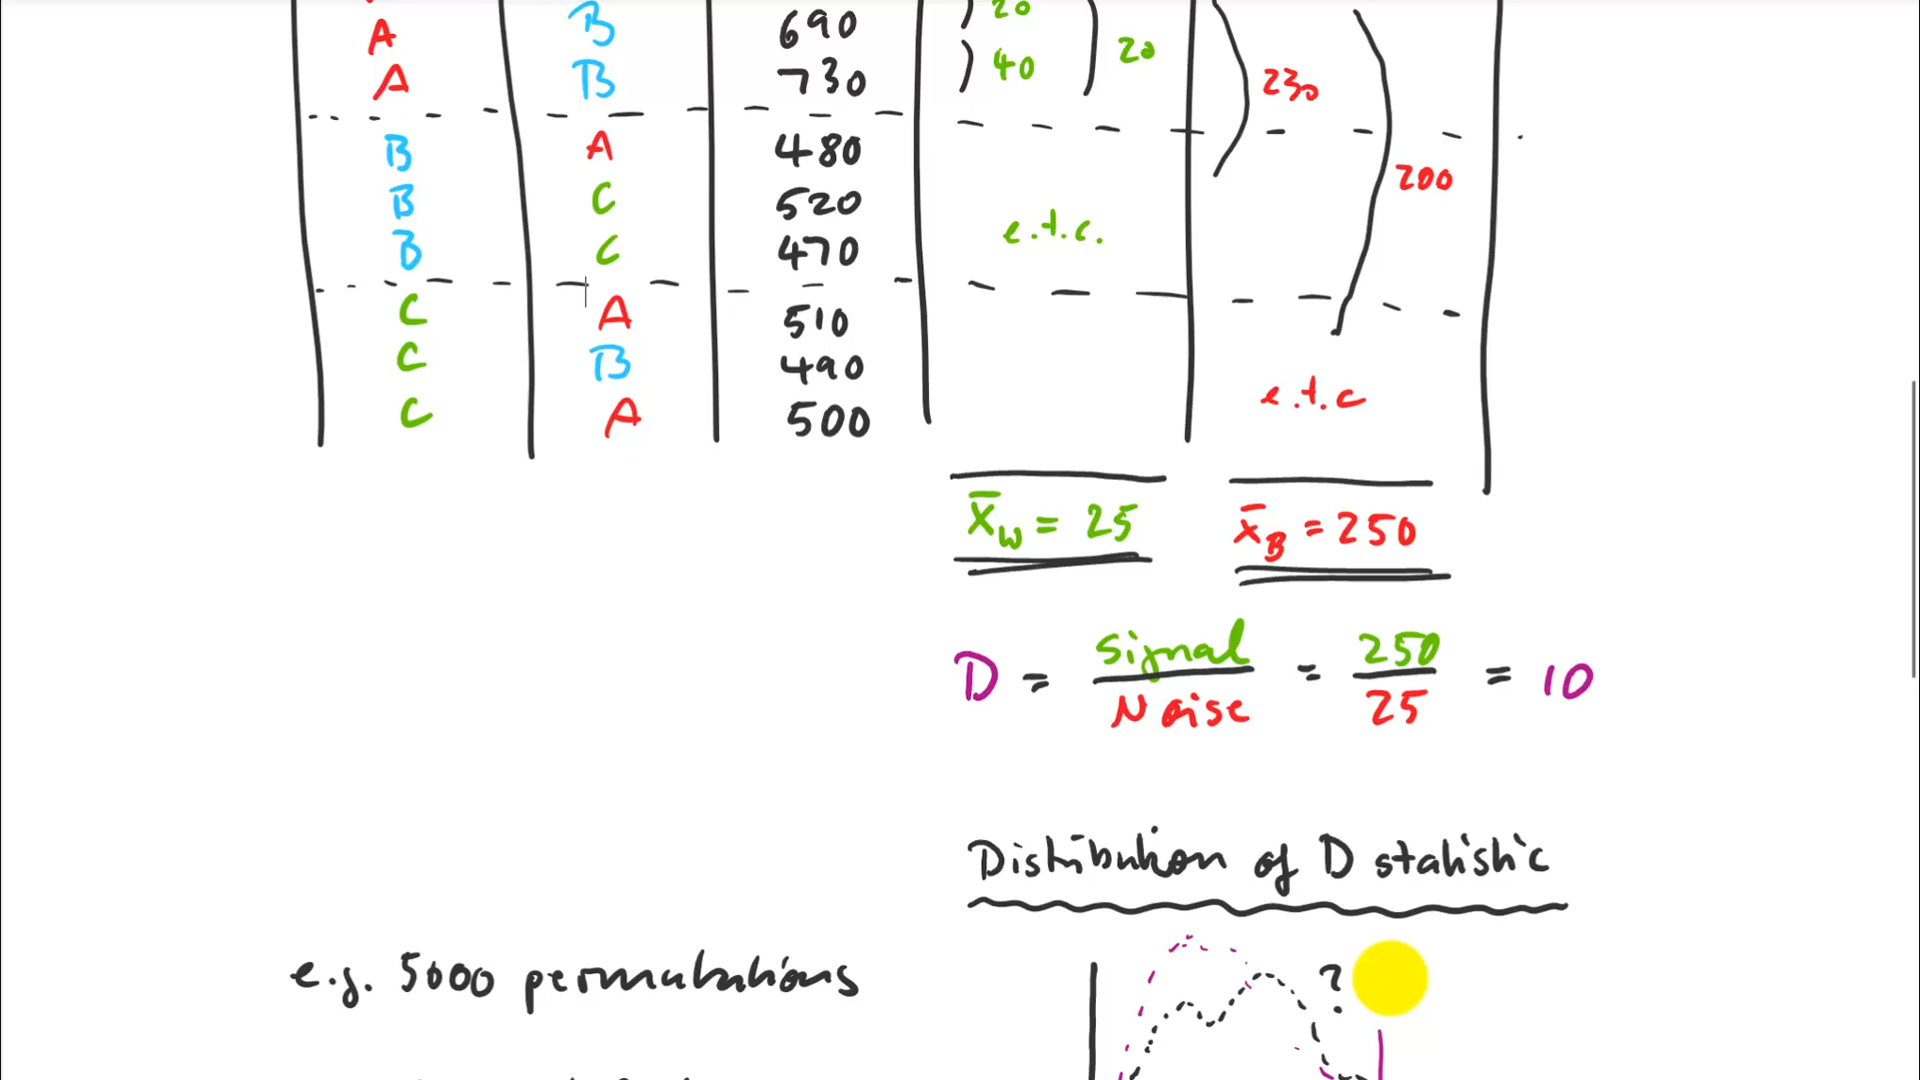 A B 690 20
A B 730 40 20 230
B A 480 200
B C 520 e.t.c.
B C 470
C A 510
C B 490 e.t.c
C A 500
x̄w = 25 x̄B = 250
D = Signal / Noise = 250 / 25 = 10
Distribution of D statistic
e.g. 5000 permutations ?